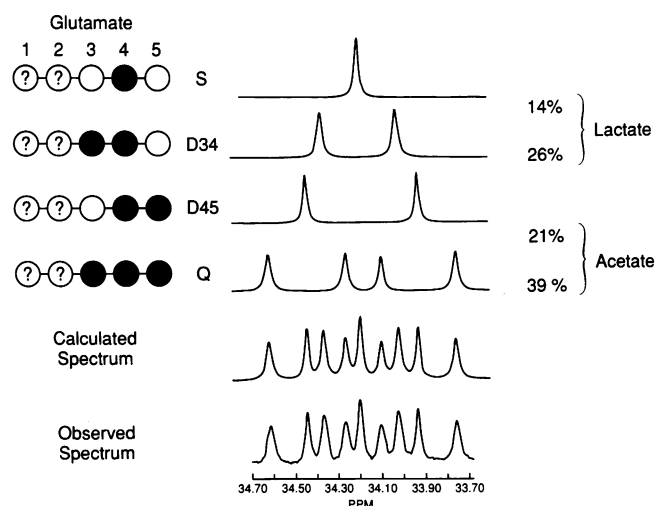 Glutamate
1 2 3 4 5
? ? S
14%
Lactate
? ? D34
26%
? ? D45
21%
Acetate
? ? Q
39 %
Calculated
Spectrum
Observed
Spectrum
34.70 34.50 34.30 34.10 33.90 33.70
PPM